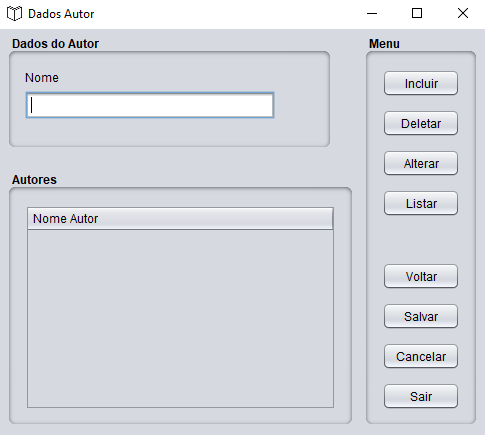 Dados Autor
Dados do Autor
Nome
Autores
Nome Autor
Menu
Incluir
Deletar
Alterar
Listar
Voltar
Salvar
Cancelar
Sair